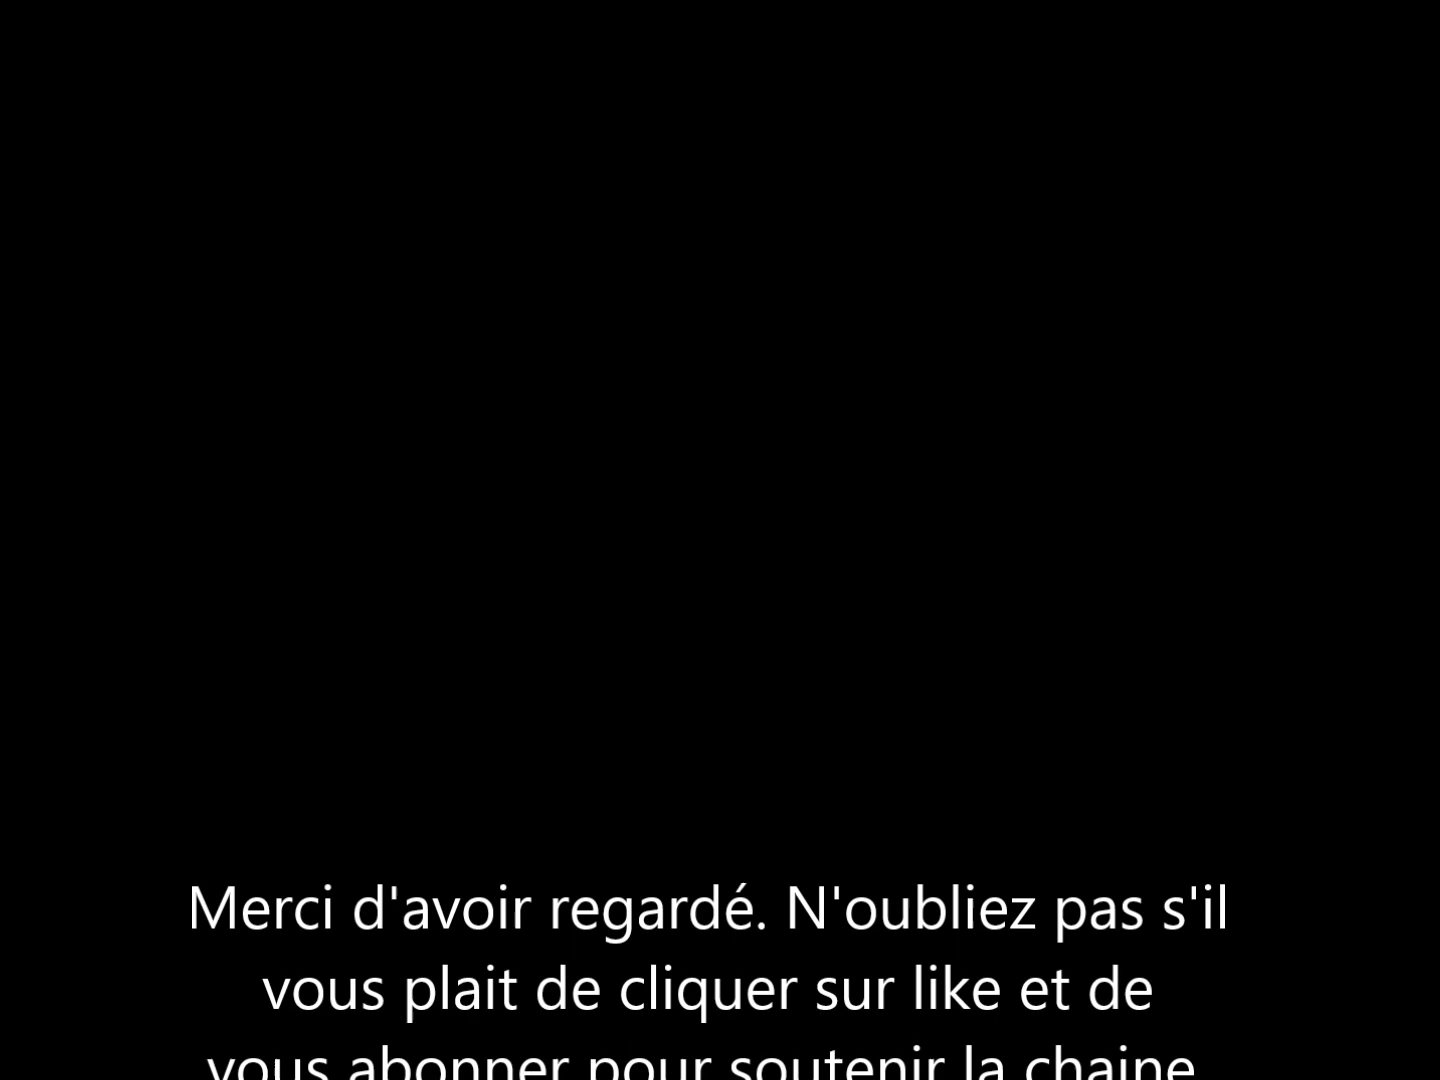 Merci d'avoir regardé. N'oubliez pas s'il
vous plait de cliquer sur like et de
vous abonner pour soutenir la chaine